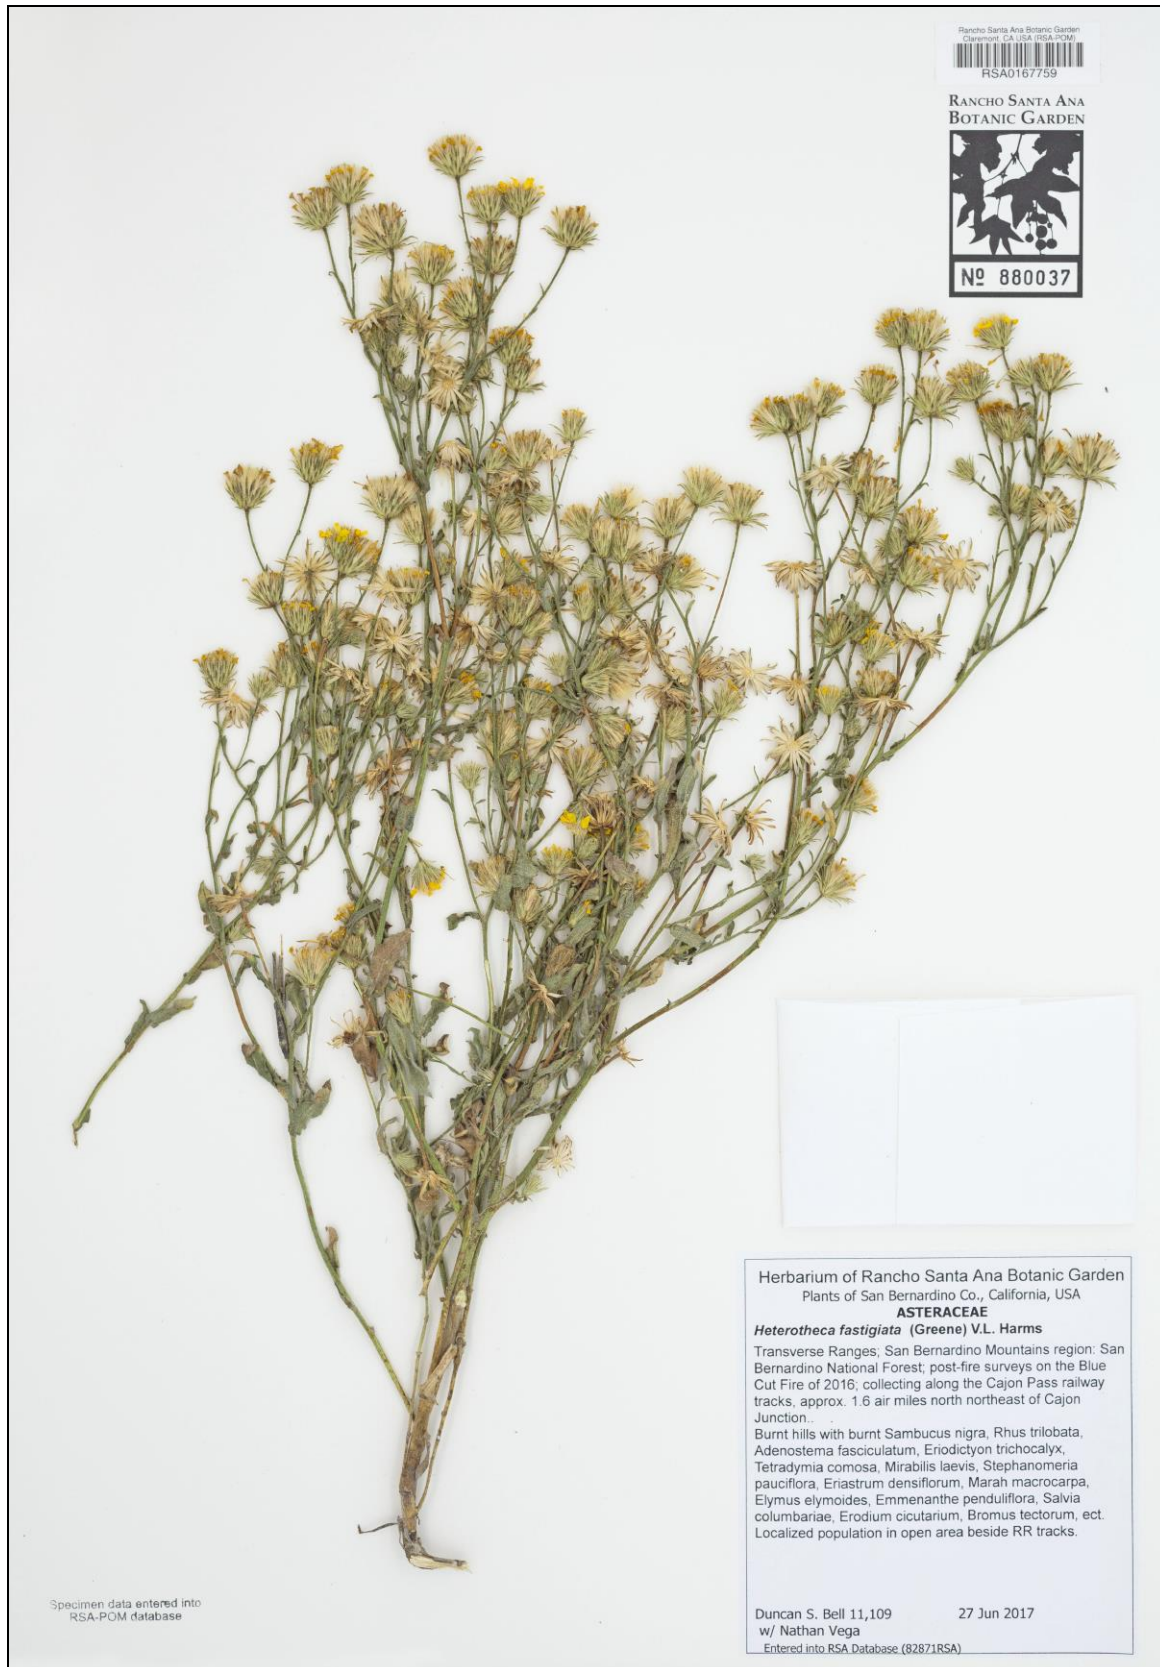 Rancho Santa Ana Botanic Garden
Claremont, CA USA (RSA-POM)
RSA0167759
RANCHO SANTA ANA
BOTANIC GARDEN
Nº 880037
Herbarium of Rancho Santa Ana Botanic Garden
Plants of San Bernardino Co., California, USA
ASTERACEAE
Heterotheca fastigiata (Greene) V.L. Harms
Transverse Ranges; San Bernardino Mountains region: San
Bernardino National Forest; post-fire surveys on the Blue
Cut Fire of 2016; collecting along the Cajon Pass railway
tracks, approx. 1.6 air miles north northeast of Cajon
Junction..
Burnt hills with burnt Sambucus nigra, Rhus trilobata,
Adenostema fasciculatum, Eriodictyon trichocalyx,
Tetradymia comosa, Mirabilis laevis, Stephanomeria
pauciflora, Eriastrum densiflorum, Marah macrocarpa,
Elymus elymoides, Emmenanthe penduliflora, Salvia
columbariae, Erodium cicutarium, Bromus tectorum, ect.
Localized population in open area beside RR tracks.
Duncan S. Bell 11,109 27 Jun 2017
w/ Nathan Vega
Entered into RSA Database (82871RSA)
Specimen data entered into
RSA-POM database